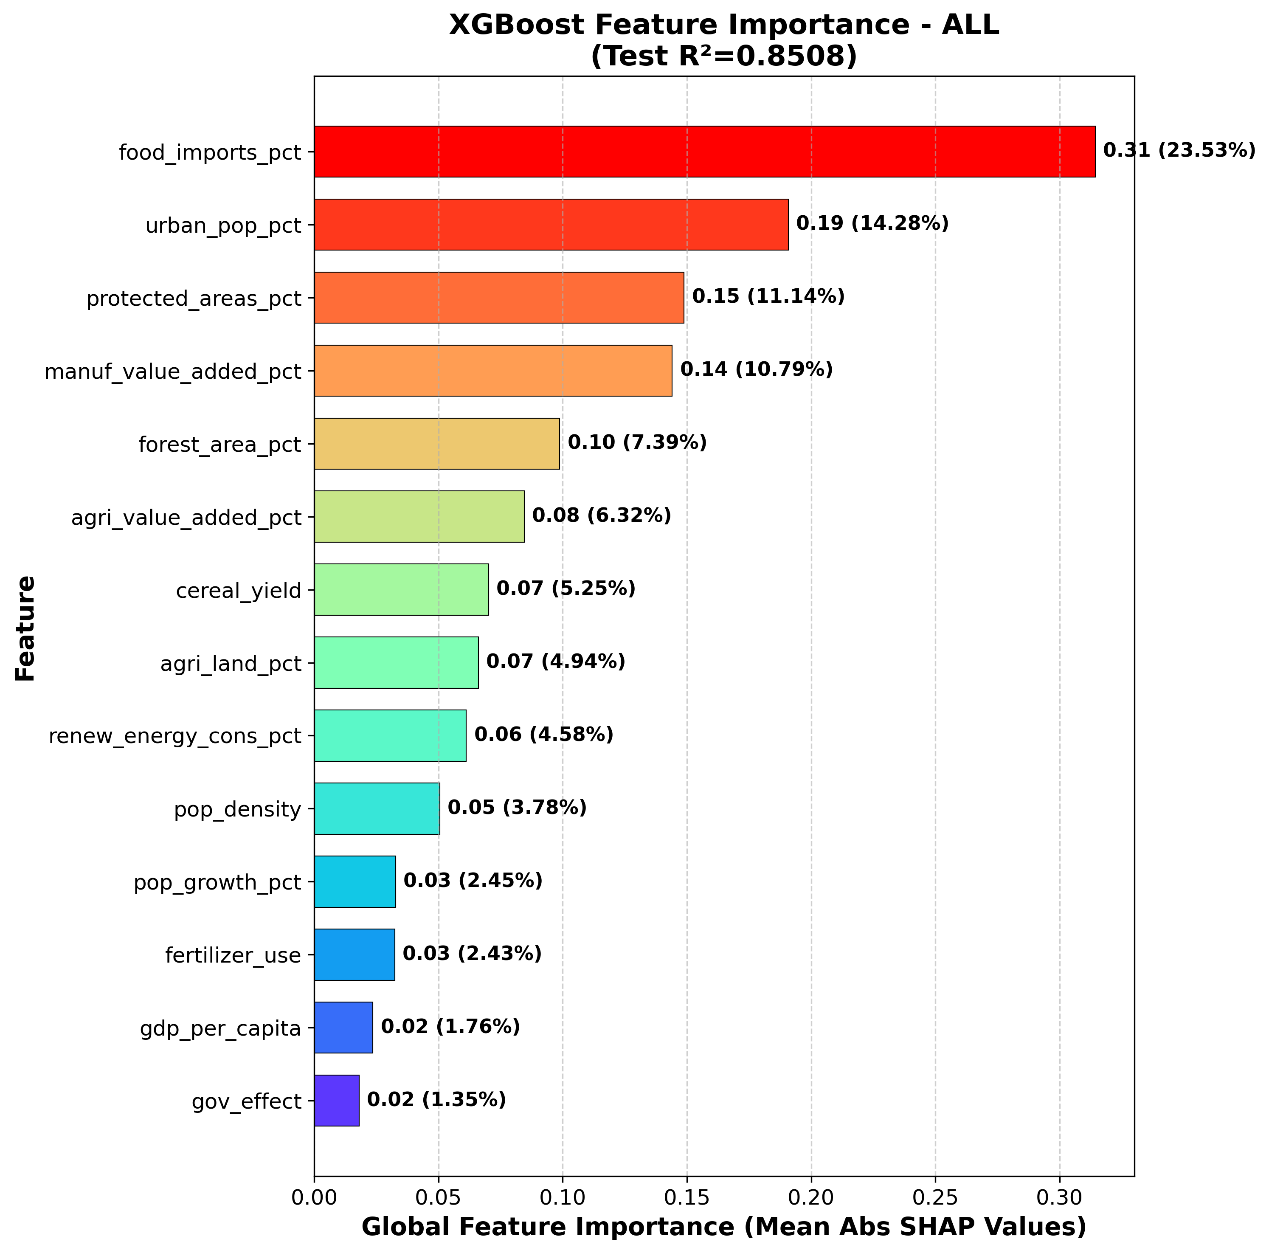 XGBoost Feature Importance - ALL
(Test R²=0.8508)
food_imports_pct 0.31 (23.53%)
urban_pop_pct 0.19 (14.28%)
protected_areas_pct 0.15 (11.14%)
manuf_value_added_pct 0.14 (10.79%)
forest_area_pct 0.10 (7.39%)
agri_value_added_pct 0.08 (6.32%)
cereal_yield 0.07 (5.25%)
agri_land_pct 0.07 (4.94%)
renew_energy_cons_pct 0.06 (4.58%)
pop_density 0.05 (3.78%)
pop_growth_pct 0.03 (2.45%)
fertilizer_use 0.03 (2.43%)
gdp_per_capita 0.02 (1.76%)
gov_effect 0.02 (1.35%)
Feature
0.00 0.05 0.10 0.15 0.20 0.25 0.30
Global Feature Importance (Mean Abs SHAP Values)